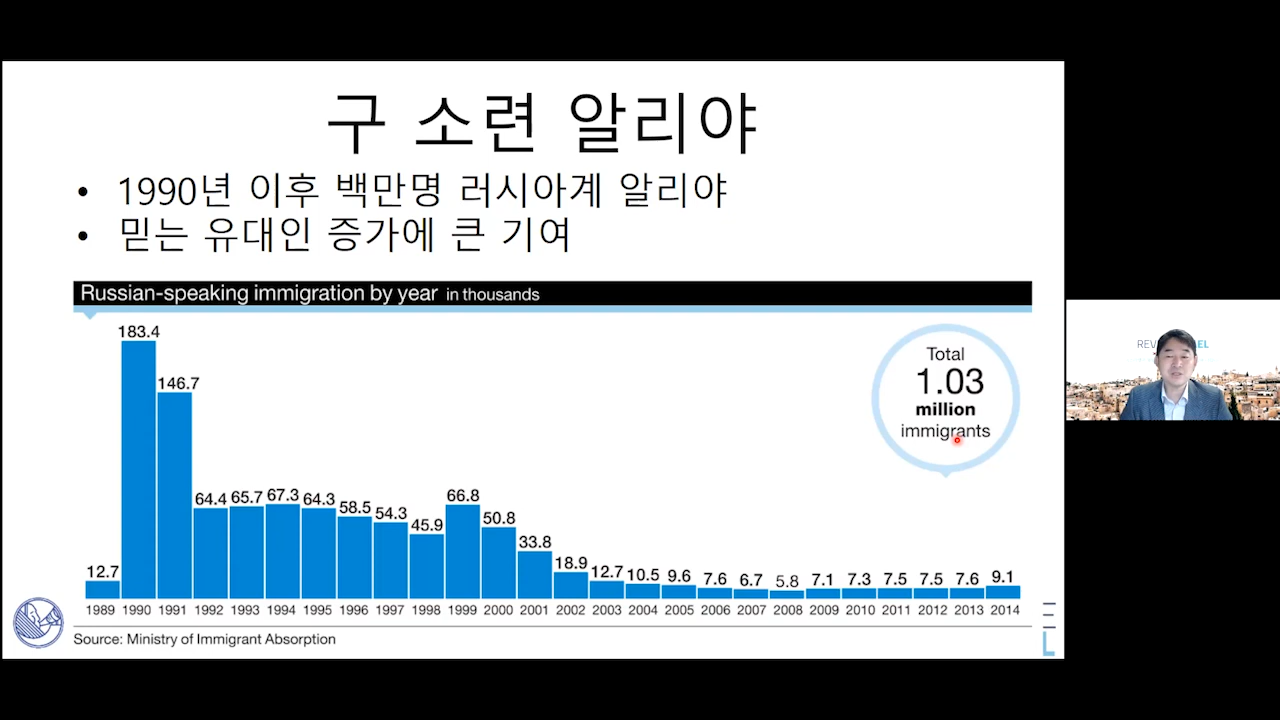 구 소련 알리야
• 1990년 이후 백만명 러시아계 알리야
• 믿는 유대인 증가에 큰 기여
Russian-speaking immigration by year in thousands
Total
1.03
million
immigrants
183.4
146.7
64.4 65.7 67.3 64.3 58.5 54.3 45.9 66.8 50.8 33.8 18.9
12.7
12.7 10.5 9.6 7.6 6.7 5.8 7.1 7.3 7.5 7.5 7.6 9.1
1989 1990 1991 1992 1993 1994 1995 1996 1997 1998 1999 2000 2001 2002 2003 2004 2005 2006 2007 2008 2009 2010 2011 2012 2013 2014
Source: Ministry of Immigrant Absorption